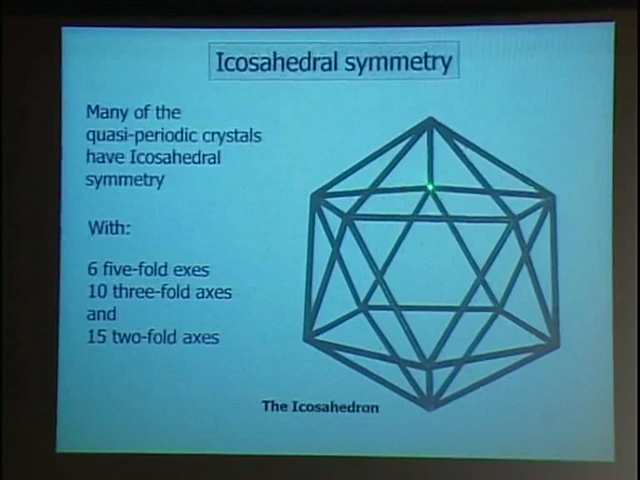 Icosahedral symmetry
Many of the
quasi-periodic crystals
have Icosahedral
symmetry
With:
6 five-fold exes
10 three-fold axes
and
15 two-fold axes
The Icosahedron